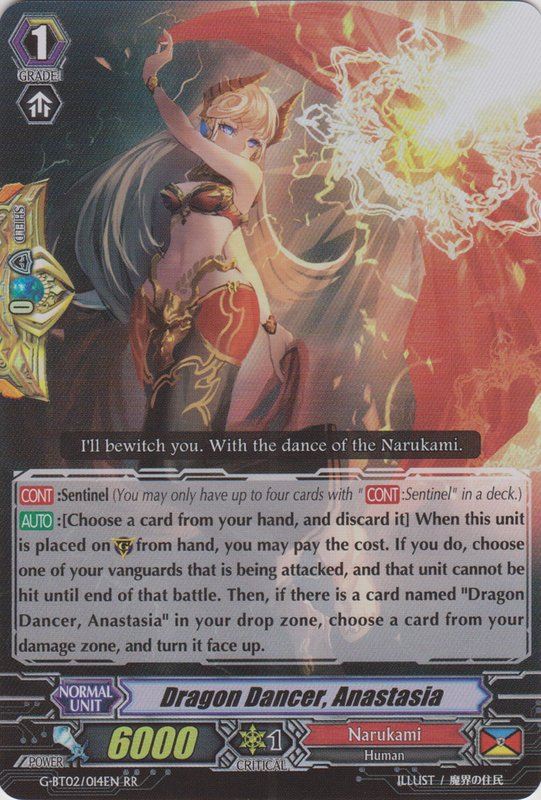 1
GRADE
SHIELD
0
I'll bewitch you. With the dance of the Narukami.
CONT :Sentinel (You may only have up to four cards with "CONT:Sentinel" in a deck.)
AUTO :[Choose a card from your hand, and discard it] When this unit
is placed on G from hand, you may pay the cost. If you do, choose
one of your vanguards that is being attacked, and that unit cannot be
hit until end of that battle. Then, if there is a card named "Dragon
Dancer, Anastasia" in your drop zone, choose a card from your
damage zone, and turn it face up.
NORMAL
UNIT
Dragon Dancer, Anastasia
POWER
6000
1
CRITICAL
Narukami
Human
G-BT02/014EN RR
ILLUST / 魔界の住民